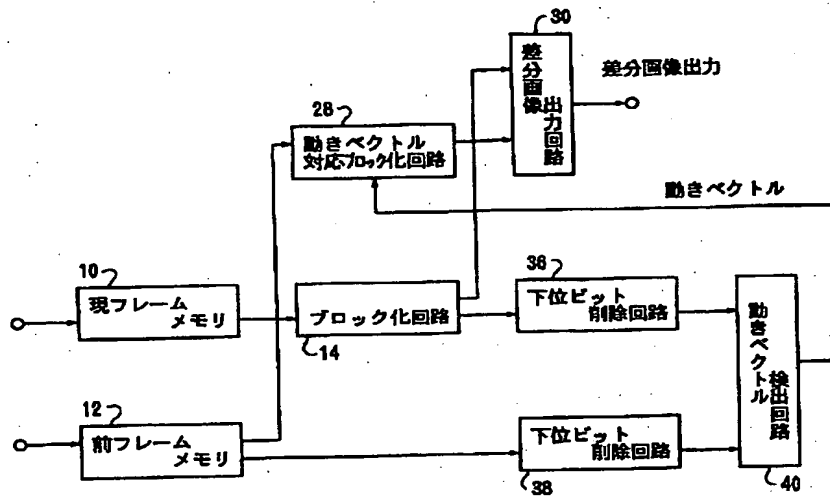 30
差分画像
出力回路
差分画像出力
28
動きベクトル
対応ブロック化回路
動きベクトル
10
現フレーム
メモリ
ブロック化回路
14
36
下位ビット
削除回路
動きベクトル
検出回路
40
12
前フレーム
メモリ
下位ビット
削除回路
38